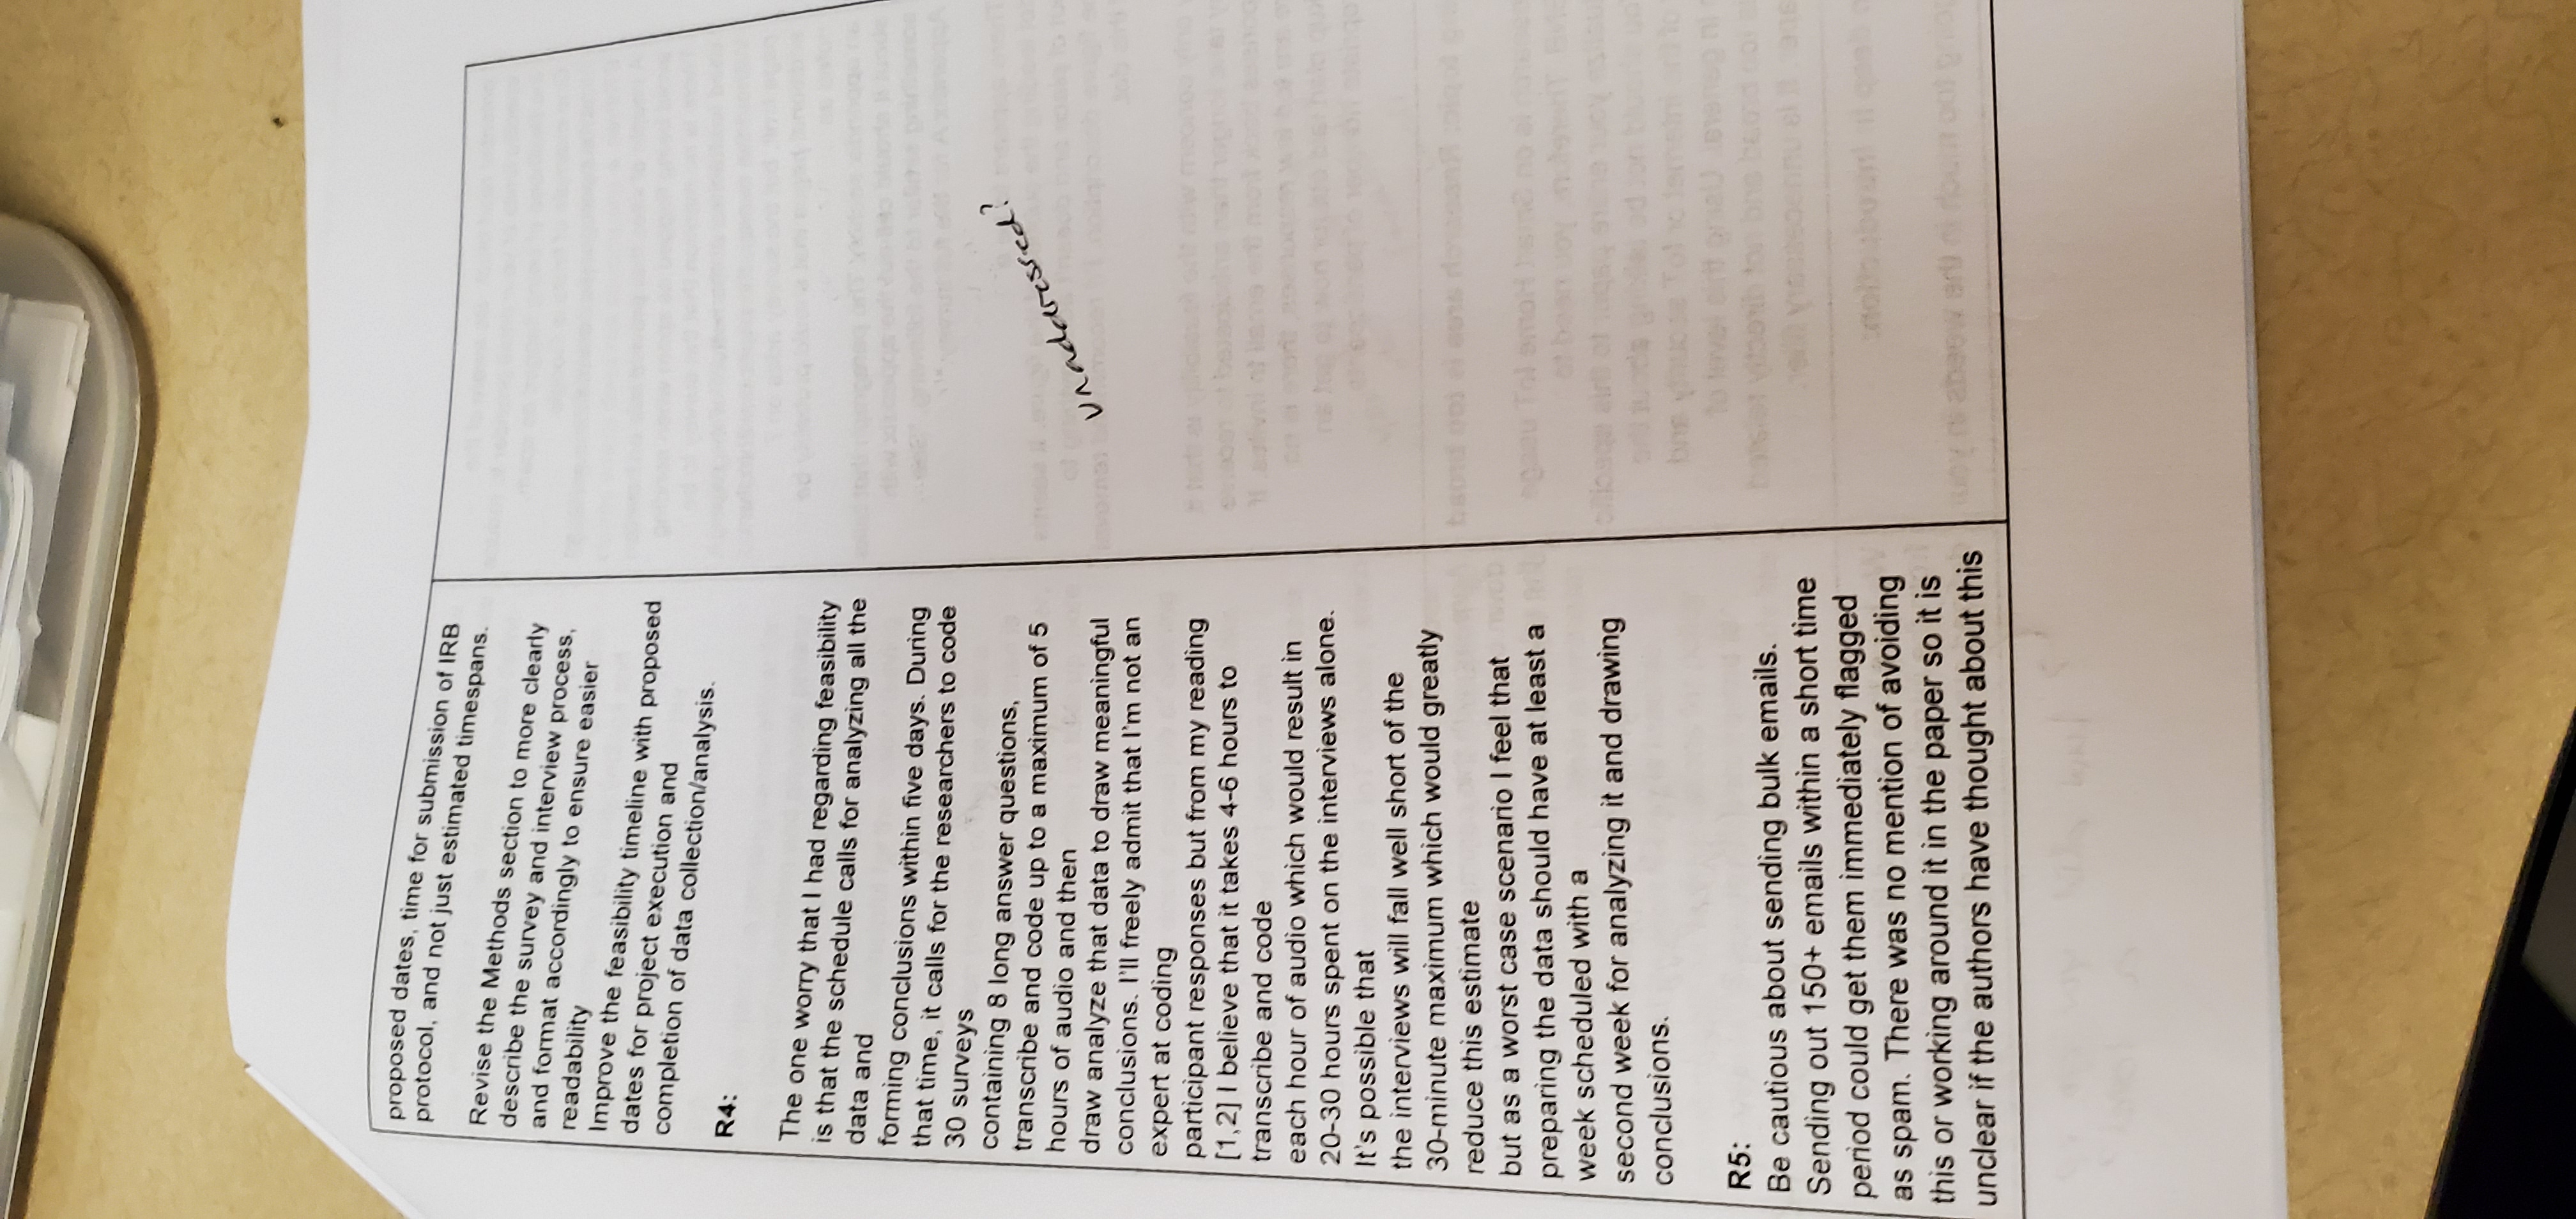 proposed dates, time for submission of IRB
protocol, and not just estimated timespans.
Revise the Methods section to more clearly
describe the survey and interview process,
and format accordingly to ensure easier
readability
Improve the feasibility timeline with proposed
dates for project execution and
completion of data collection/analysis.
R4:
The one worry that I had regarding feasibility
is that the schedule calls for analyzing all the
data and
forming conclusions within five days. During
that time, it calls for the researchers to code
30 surveys
containing 8 long answer questions,
transcribe and code up to a maximum of 5
hours of audio and then
draw analyze that data to draw meaningful
conclusions. I'll freely admit that I'm not an
expert at coding
participant responses but from my reading
[1,2] I believe that it takes 4-6 hours to
transcribe and code
each hour of audio which would result in
20-30 hours spent on the interviews alone.
It's possible that
the interviews will fall well short of the
30-minute maximum which would greatly
reduce this estimate
but as a worst case scenario I feel that
preparing the data should have at least a
week scheduled with a
second week for analyzing it and drawing
conclusions.
unaddressed?
R5:
Be cautious about sending bulk emails.
Sending out 150+ emails within a short time
period could get them immediately flagged
as spam. There was no mention of avoiding
this or working around it in the paper so it is
unclear if the authors have thought about this